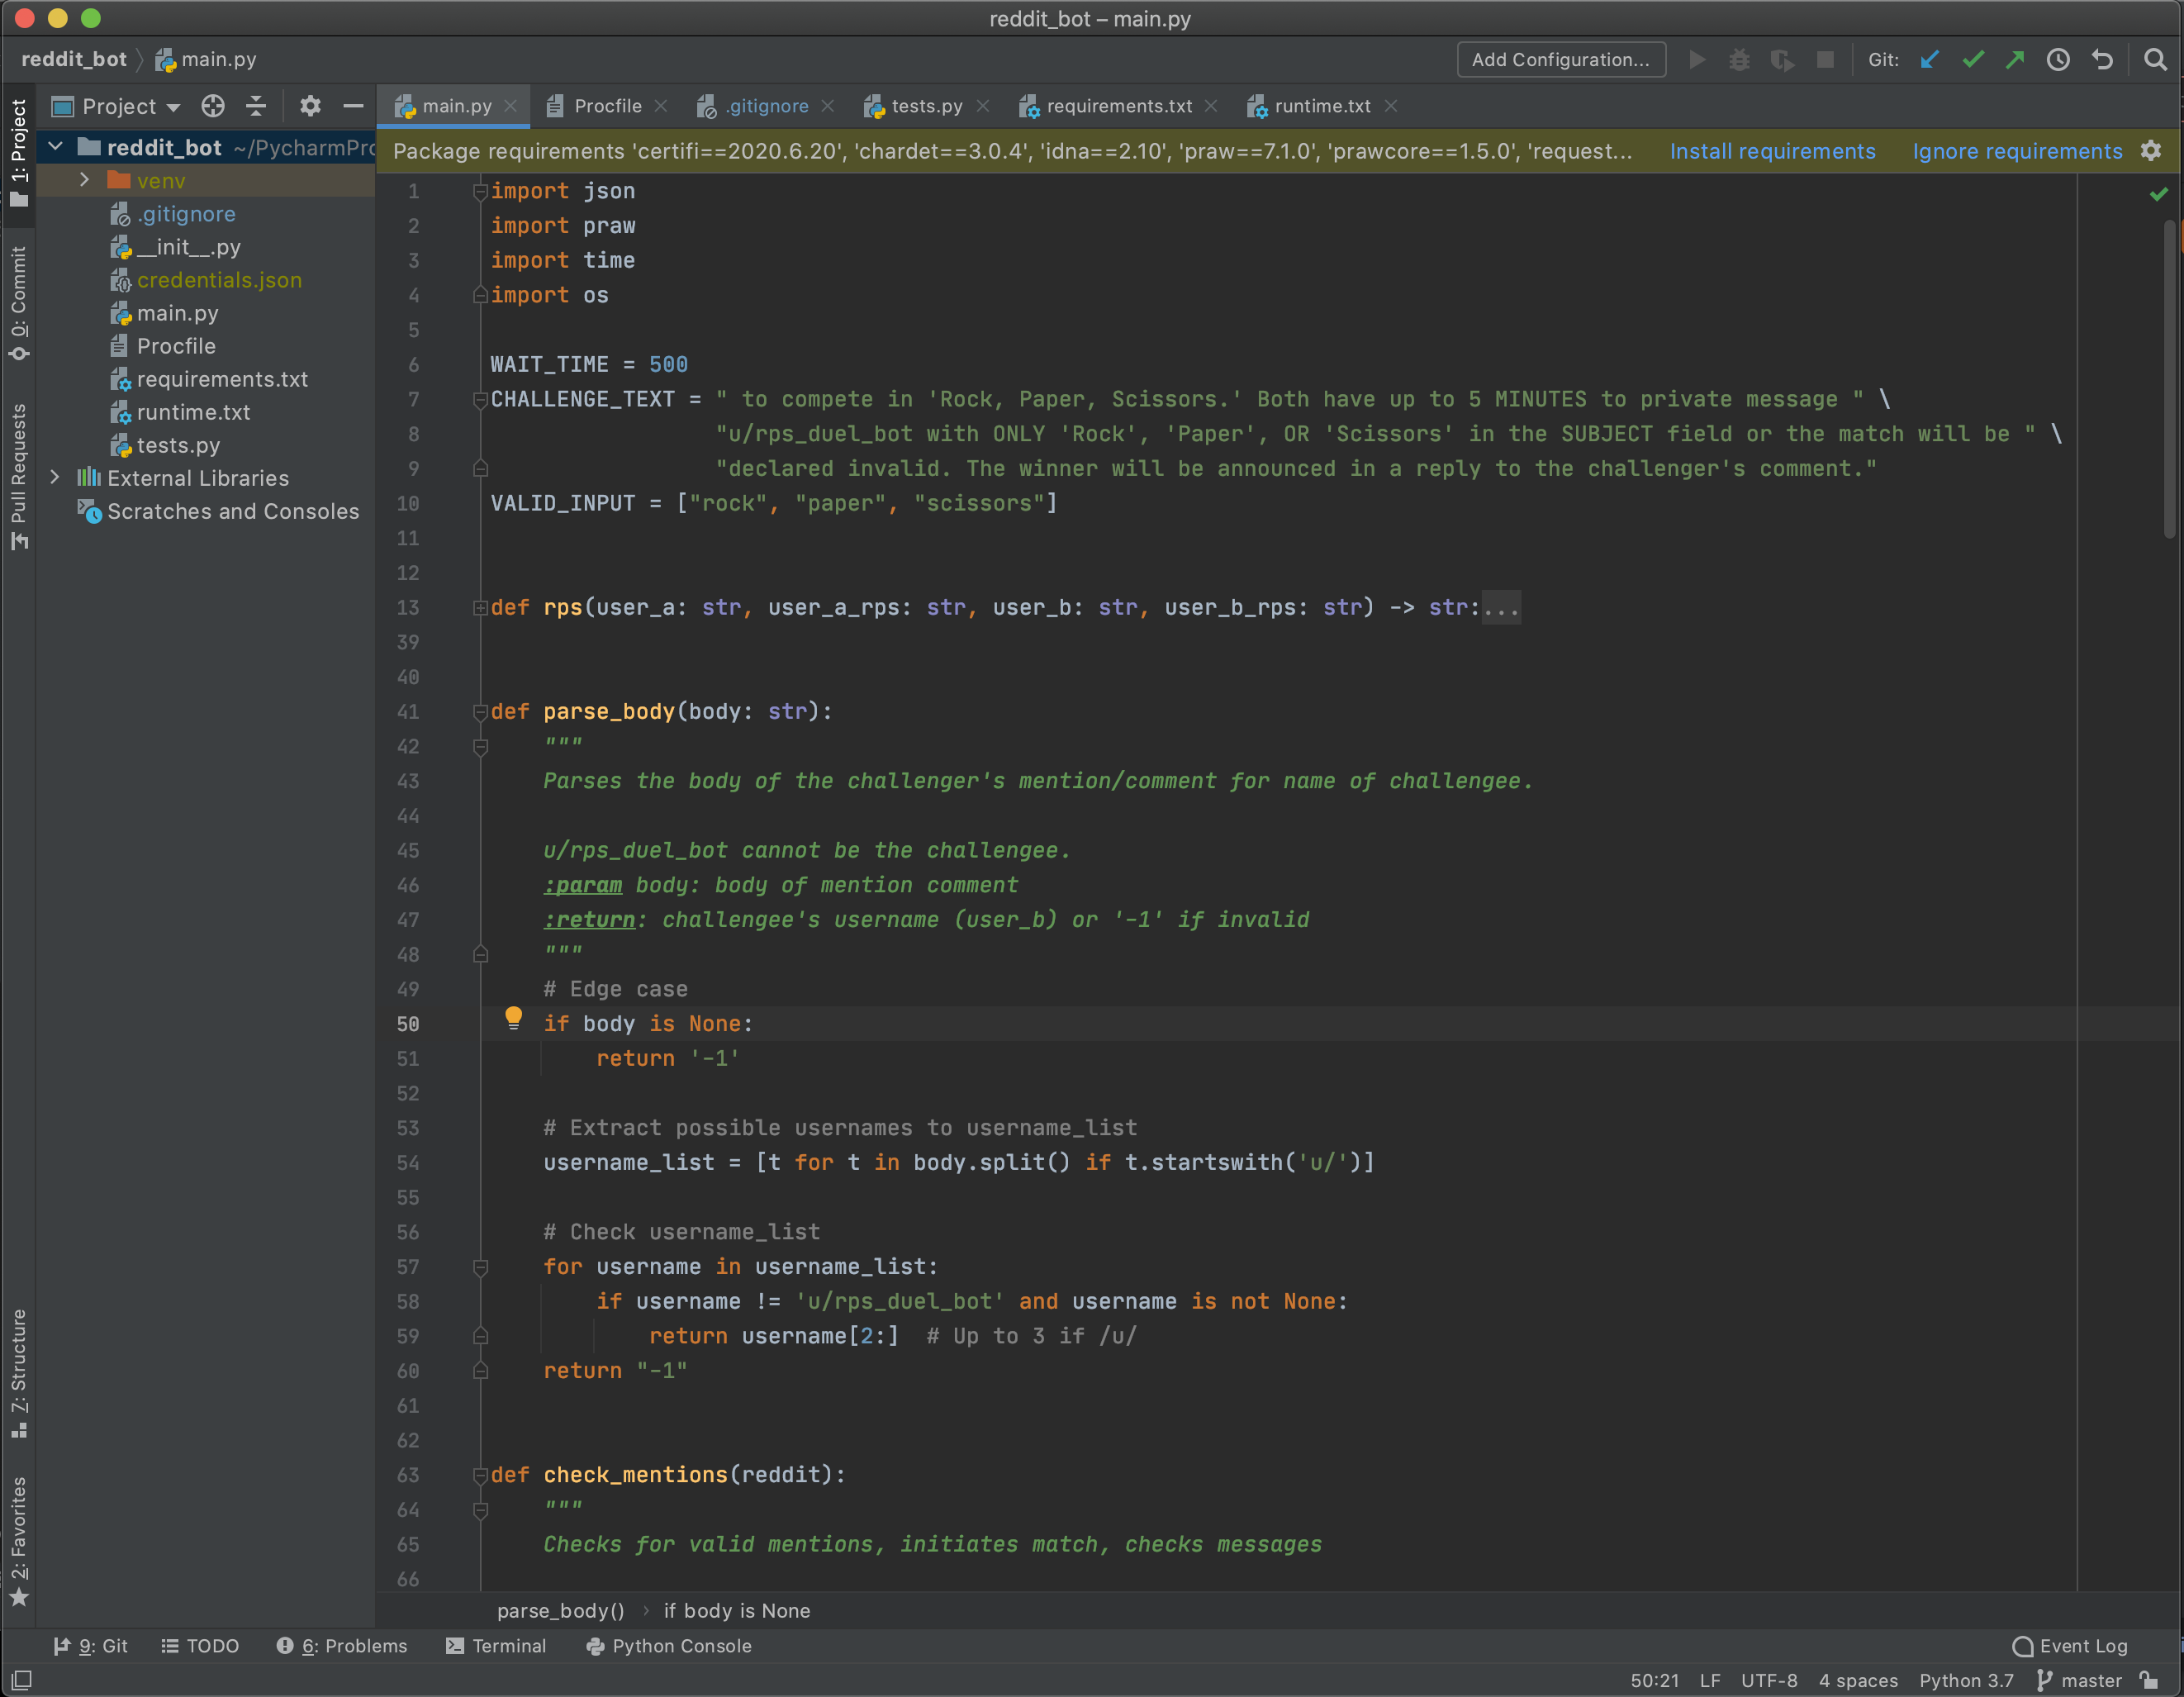 reddit_bot – main.py
reddit_bot main.py Add Configuration... Git:
Project main.py Procfile .gitignore tests.py requirements.txt runtime.txt
Package requirements 'certifi==2020.6.20', 'chardet==3.0.4', 'idna==2.10', 'praw==7.1.0', 'prawcore==1.5.0', 'request... Install requirements Ignore requirements
1: Project
0: Commit
Pull Requests
7: Structure
2: Favorites
reddit_bot ~/PycharmPro
venv
.gitignore
__init__.py
credentials.json
main.py
Procfile
requirements.txt
runtime.txt
tests.py
External Libraries
Scratches and Consoles
1 import json
2 import praw
3 import time
4 import os
5
6 WAIT_TIME = 500
7 CHALLENGE_TEXT = " to compete in 'Rock, Paper, Scissors.' Both have up to 5 MINUTES to private message " \
8 "u/rps_duel_bot with ONLY 'Rock', 'Paper', OR 'Scissors' in the SUBJECT field or the match will be " \
9 "declared invalid. The winner will be announced in a reply to the challenger's comment."
10 VALID_INPUT = ["rock", "paper", "scissors"]
11
12
13 def rps(user_a: str, user_a_rps: str, user_b: str, user_b_rps: str) -> str:...
39
40
41 def parse_body(body: str):
42 """
43 Parses the body of the challenger's mention/comment for name of challengee.
44
45 u/rps_duel_bot cannot be the challengee.
46 :param body: body of mention comment
47 :return: challengee's username (user_b) or '-1' if invalid
48 """
49 # Edge case
50 if body is None:
51 return '-1'
52
53 # Extract possible usernames to username_list
54 username_list = [t for t in body.split() if t.startswith('u/')]
55
56 # Check username_list
57 for username in username_list:
58 if username != 'u/rps_duel_bot' and username is not None:
59 return username[2:] # Up to 3 if /u/
60 return "-1"
61
62
63 def check_mentions(reddit):
64 """
65 Checks for valid mentions, initiates match, checks messages
66
parse_body() › if body is None
9: Git TODO 6: Problems Terminal Python Console Event Log
50:21 LF UTF-8 4 spaces Python 3.7 master